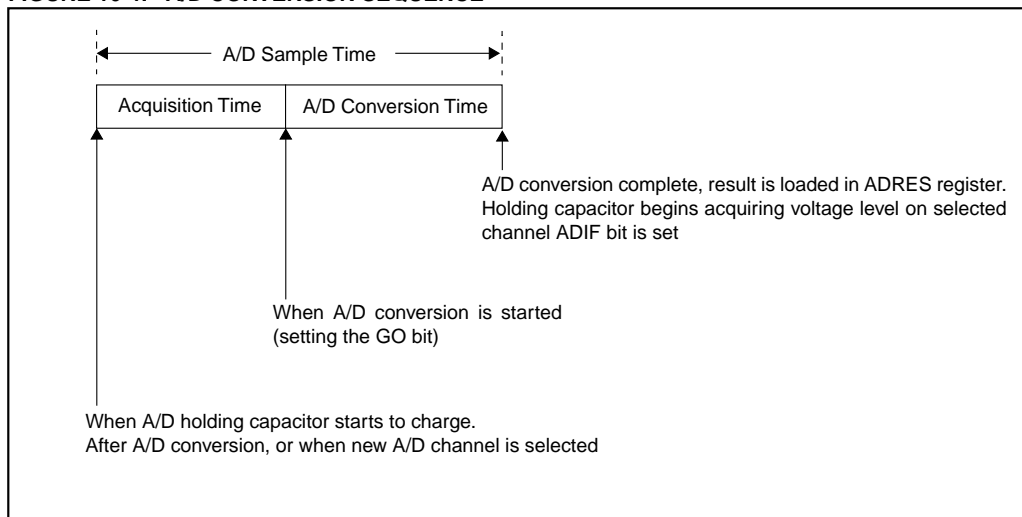 A/D Sample Time
Acquisition Time
A/D Conversion Time
A/D conversion complete, result is loaded in ADRES register.
Holding capacitor begins acquiring voltage level on selected
channel ADIF bit is set
When A/D conversion is started
(setting the GO bit)
When A/D holding capacitor starts to charge.
After A/D conversion, or when new A/D channel is selected